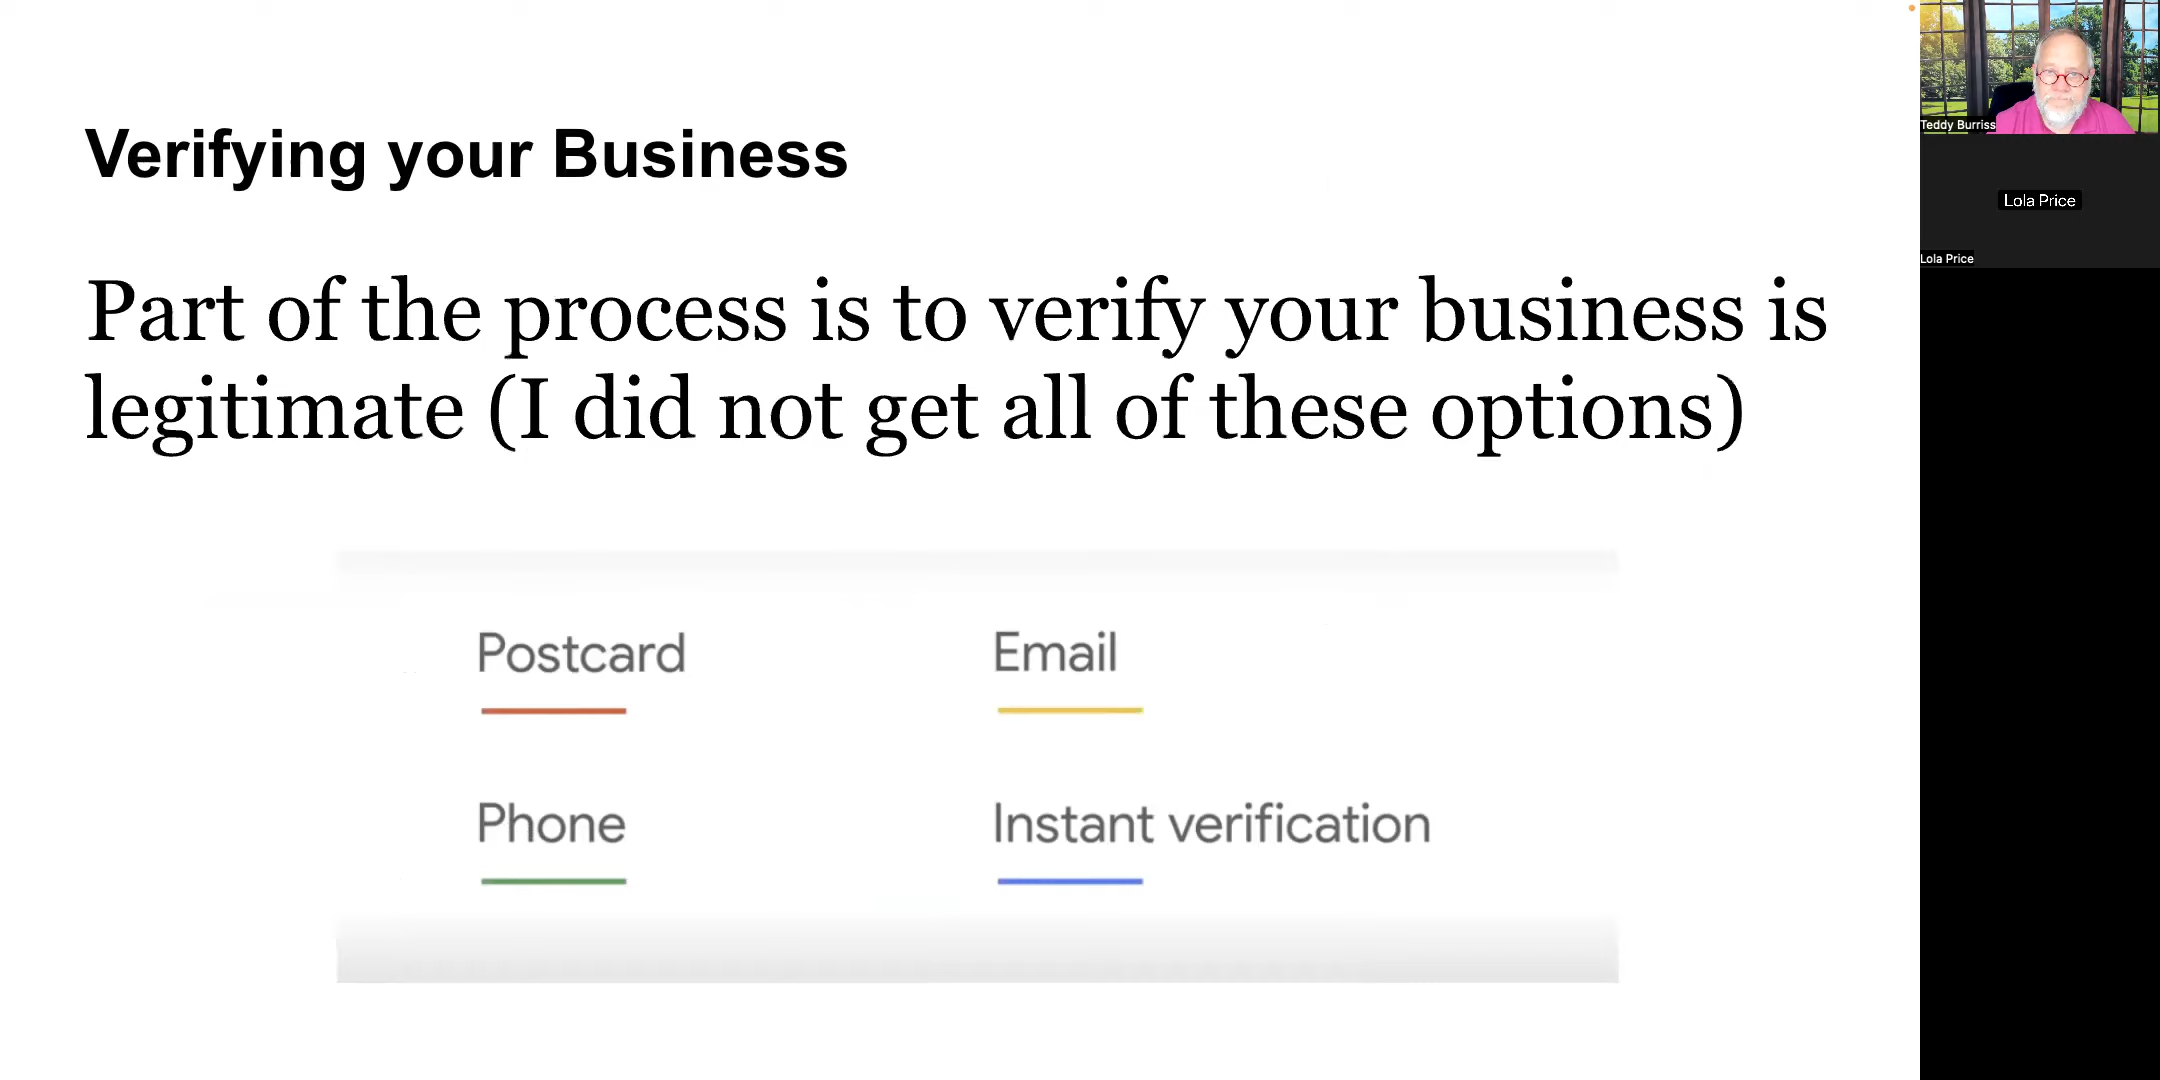 Verifying your Business
Part of the process is to verify your business is
legitimate (I did not get all of these options)
Postcard
Email
Phone
Instant verification
Teddy Burriss
Lola Price
Lola Price